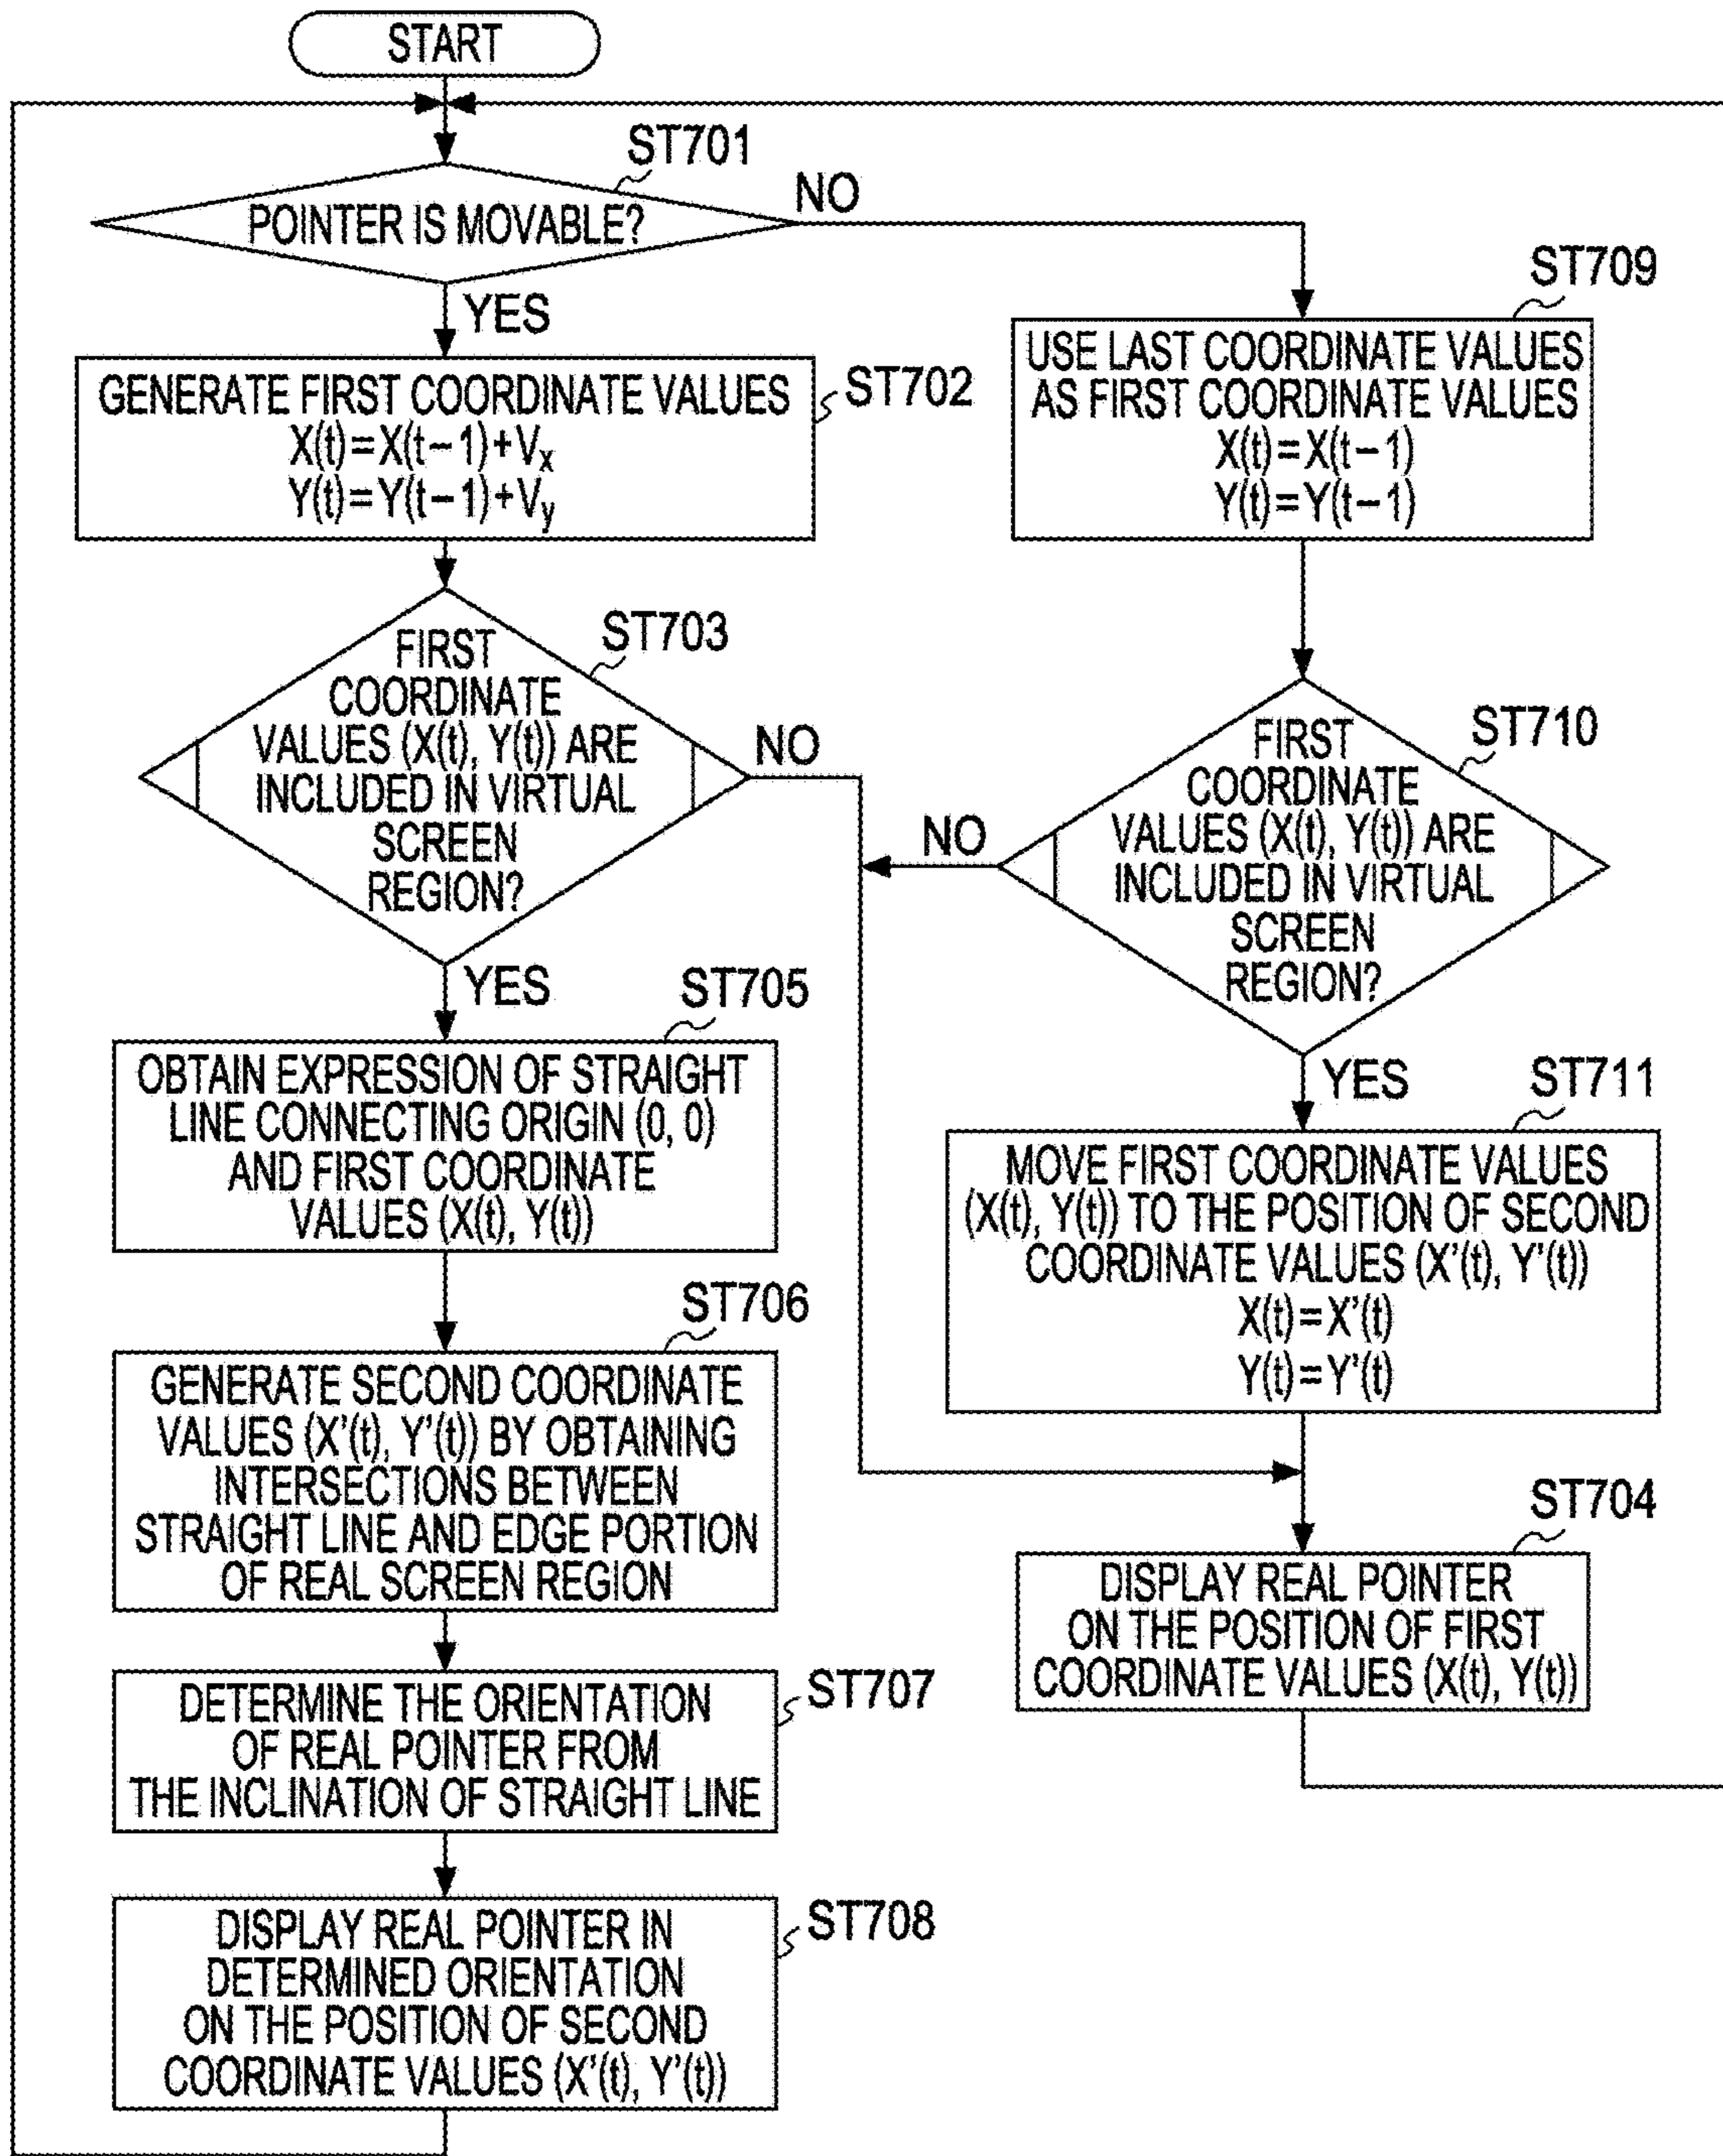 START
ST701
POINTER IS MOVABLE?
NO
YES
ST709
USE LAST COORDINATE VALUES
AS FIRST COORDINATE VALUES
X(t)=X(t−1)
Y(t)=Y(t−1)
GENERATE FIRST COORDINATE VALUES
X(t)=X(t−1)+Vx
Y(t)=Y(t−1)+Vy
ST702
ST703
FIRST
COORDINATE
VALUES (X(t), Y(t)) ARE
INCLUDED IN VIRTUAL
SCREEN
REGION?
NO
YES
ST710
FIRST
COORDINATE
VALUES (X(t), Y(t)) ARE
INCLUDED IN VIRTUAL
SCREEN
REGION?
NO
YES
ST705
OBTAIN EXPRESSION OF STRAIGHT
LINE CONNECTING ORIGIN (0, 0)
AND FIRST COORDINATE
VALUES (X(t), Y(t))
ST711
MOVE FIRST COORDINATE VALUES
(X(t), Y(t)) TO THE POSITION OF SECOND
COORDINATE VALUES (X'(t), Y'(t))
X(t)=X'(t)
Y(t)=Y'(t)
ST706
GENERATE SECOND COORDINATE
VALUES (X'(t), Y'(t)) BY OBTAINING
INTERSECTIONS BETWEEN
STRAIGHT LINE AND EDGE PORTION
OF REAL SCREEN REGION
ST704
DISPLAY REAL POINTER
ON THE POSITION OF FIRST
COORDINATE VALUES (X(t), Y(t))
ST707
DETERMINE THE ORIENTATION
OF REAL POINTER FROM
THE INCLINATION OF STRAIGHT LINE
ST708
DISPLAY REAL POINTER IN
DETERMINED ORIENTATION
ON THE POSITION OF SECOND
COORDINATE VALUES (X'(t), Y'(t))